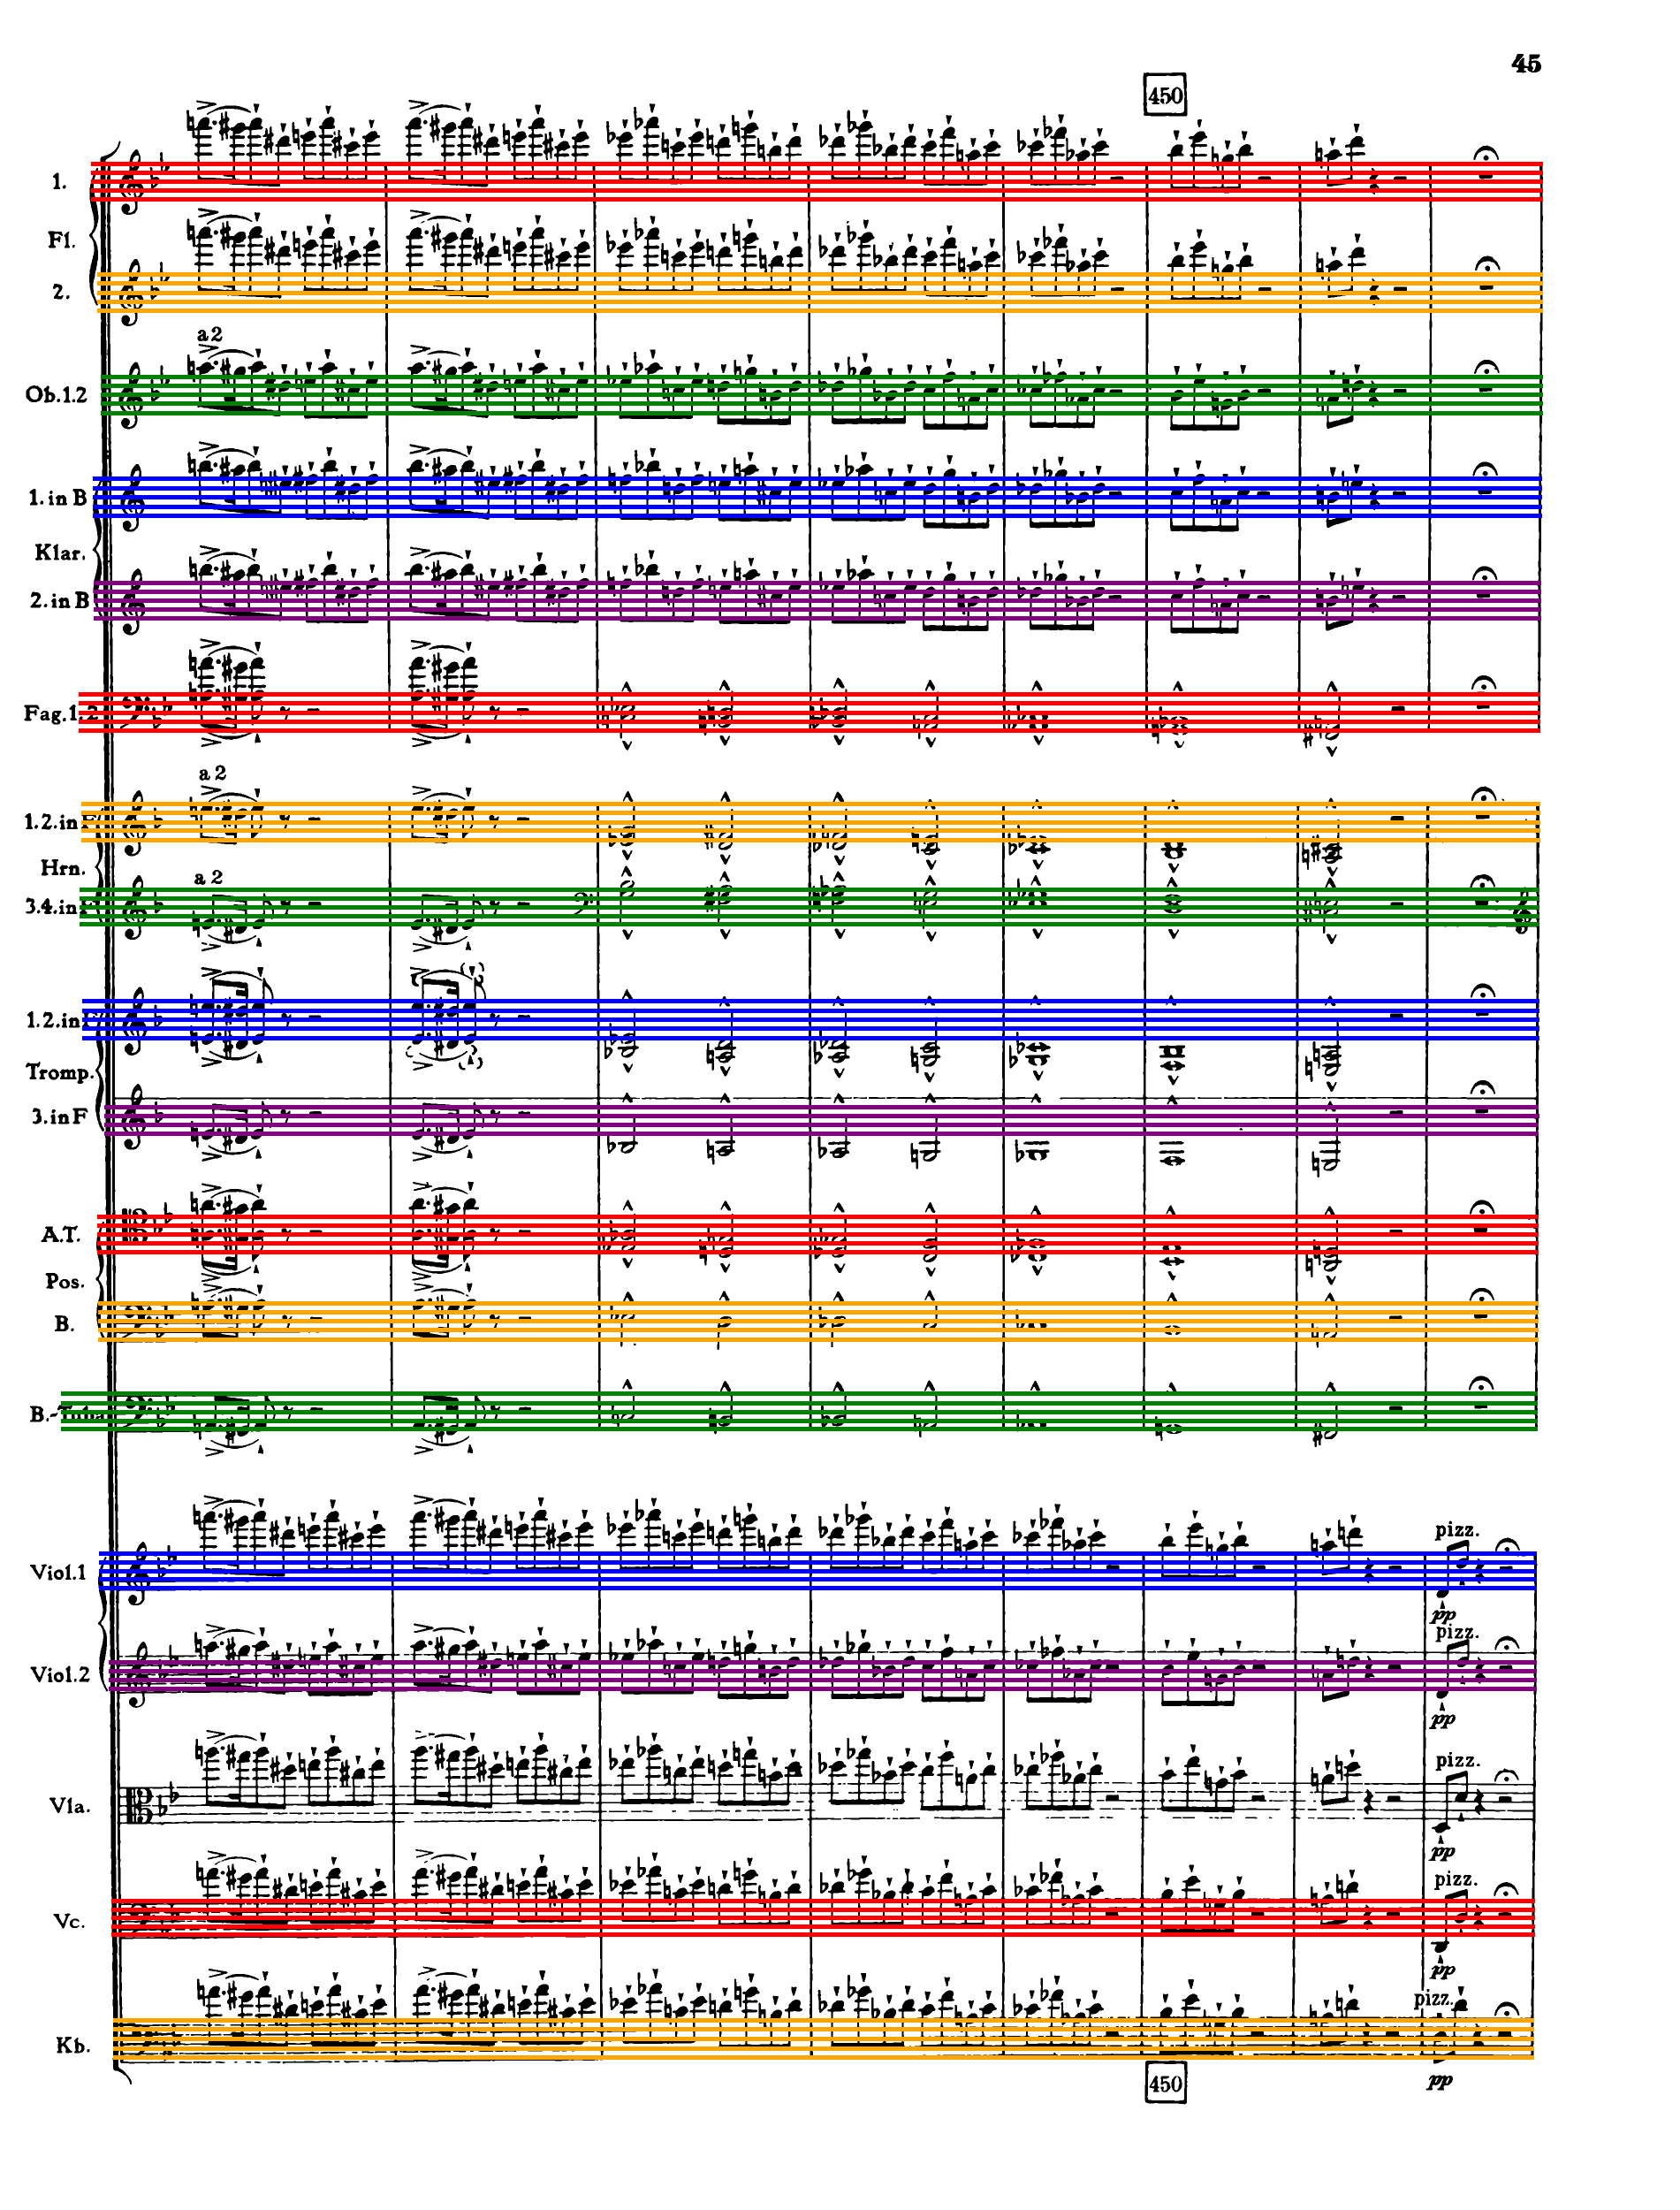 45
450
1.
Fl.
2.
a 2
Ob.1.2
1. in B
Klar.
2. in B
Fag.1.2
a 2
1.2.in F
Hrn.
a 2
3.4.in F
1.2.in F
Tromp.
3. in F
A.T.
Pos.
B.
B.-Tuba
pizz.
Viol.1
pp
pizz.
Viol.2
pp
pizz.
Vla.
pp
pizz.
Vc.
pp
pizz.
Kb.
450
pp